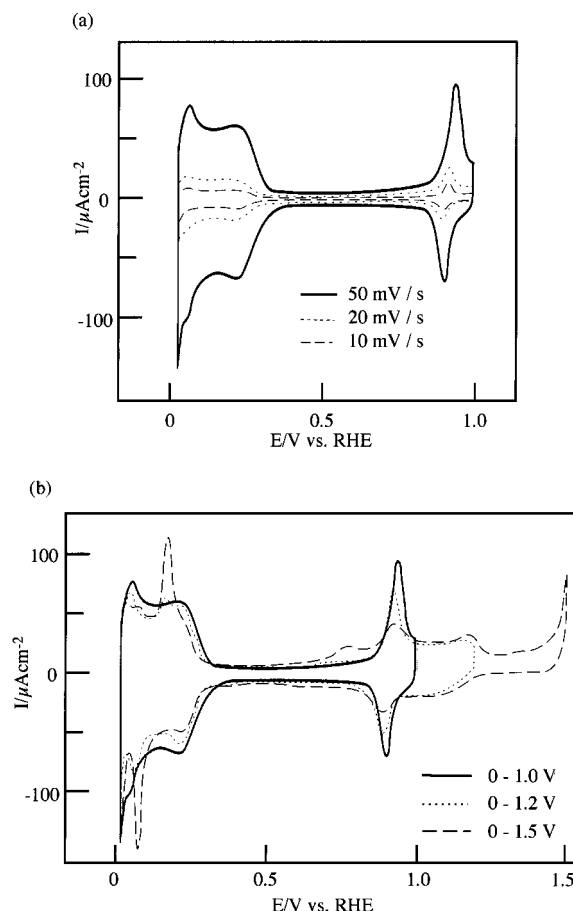 (a)
100
0
-100
I/μAcm-2
50 mV / s
20 mV / s
10 mV / s
0 0.5 1.0
E/V vs. RHE
(b)
100
0
-100
I/μAcm-2
0 - 1.0 V
0 - 1.2 V
0 - 1.5 V
0 0.5 1.0 1.5
E/V vs. RHE